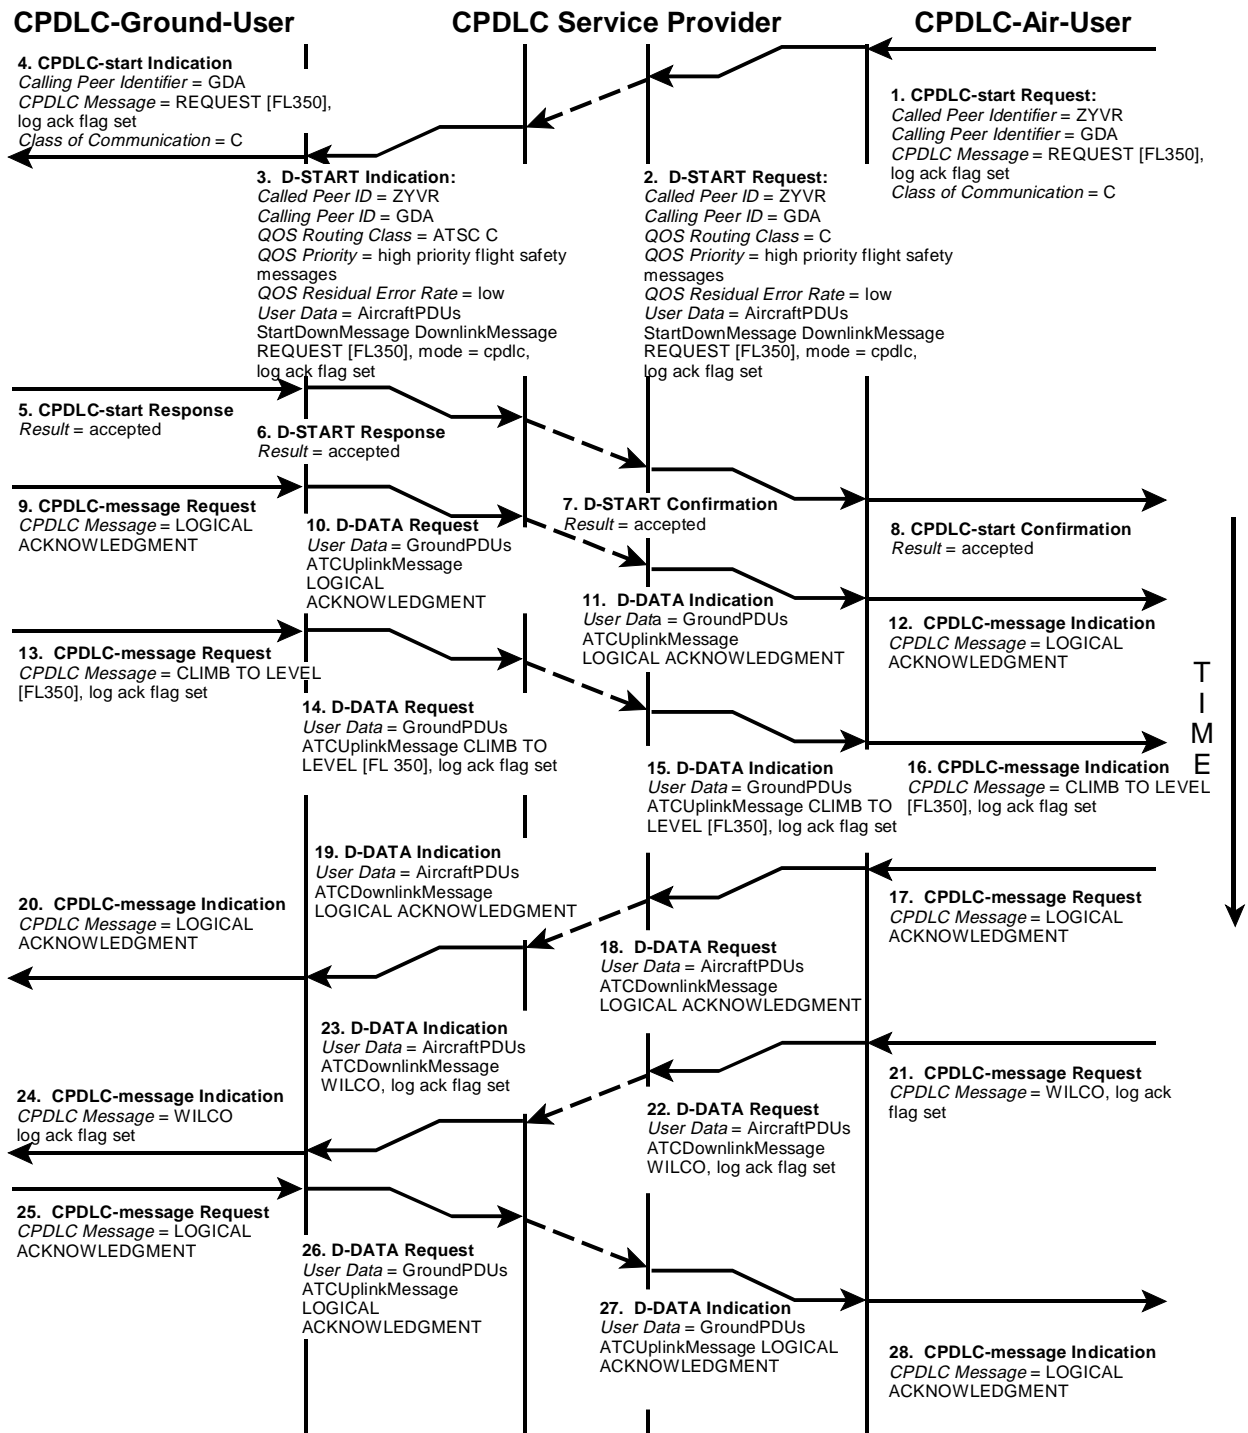 CPDLC-Ground-User
CPDLC Service Provider
CPDLC-Air-User
4. CPDLC-start Indication
Calling Peer Identifier = GDA
CPDLC Message = REQUEST [FL350],
log ack flag set
Class of Communication = C
1. CPDLC-start Request:
Called Peer Identifier = ZYVR
Calling Peer Identifier = GDA
CPDLC Message = REQUEST [FL350],
log ack flag set
Class of Communication = C
3. D-START Indication:
Called Peer ID = ZYVR
Calling Peer ID = GDA
QOS Routing Class = ATSC C
QOS Priority = high priority flight safety
messages
QOS Residual Error Rate = low
User Data = AircraftPDUs
StartDownMessage DownlinkMessage
REQUEST [FL350], mode = cpdlc,
log ack flag set
2. D-START Request:
Called Peer ID = ZYVR
Calling Peer ID = GDA
QOS Routing Class = C
QOS Priority = high priority flight safety
messages
QOS Residual Error Rate = low
User Data = AircraftPDUs
StartDownMessage DownlinkMessage
REQUEST [FL350], mode = cpdlc,
log ack flag set
5. CPDLC-start Response
Result = accepted
6. D-START Response
Result = accepted
7. D-START Confirmation
Result = accepted
8. CPDLC-start Confirmation
Result = accepted
9. CPDLC-message Request
CPDLC Message = LOGICAL
ACKNOWLEDGMENT
10. D-DATA Request
User Data = GroundPDUs
ATCUplinkMessage
LOGICAL
ACKNOWLEDGMENT
11. D-DATA Indication
User Data = GroundPDUs
ATCUplinkMessage
LOGICAL ACKNOWLEDGMENT
12. CPDLC-message Indication
CPDLC Message = LOGICAL
ACKNOWLEDGMENT
13. CPDLC-message Request
CPDLC Message = CLIMB TO LEVEL
[FL350], log ack flag set
14. D-DATA Request
User Data = GroundPDUs
ATCUplinkMessage CLIMB TO
LEVEL [FL 350], log ack flag set
15. D-DATA Indication
User Data = GroundPDUs
ATCUplinkMessage CLIMB TO
LEVEL [FL350], log ack flag set
16. CPDLC-message Indication
CPDLC Message = CLIMB TO LEVEL
[FL350], log ack flag set
T
I
M
E
19. D-DATA Indication
User Data = AircraftPDUs
ATCDownlinkMessage
LOGICAL ACKNOWLEDGMENT
20. CPDLC-message Indication
CPDLC Message = LOGICAL
ACKNOWLEDGMENT
17. CPDLC-message Request
CPDLC Message = LOGICAL
ACKNOWLEDGMENT
18. D-DATA Request
User Data = AircraftPDUs
ATCDownlinkMessage
LOGICAL ACKNOWLEDGMENT
23. D-DATA Indication
User Data = AircraftPDUs
ATCDownlinkMessage
WILCO, log ack flag set
24. CPDLC-message Indication
CPDLC Message = WILCO
log ack flag set
21. CPDLC-message Request
CPDLC Message = WILCO, log ack
flag set
22. D-DATA Request
User Data = AircraftPDUs
ATCDownlinkMessage
WILCO, log ack flag set
25. CPDLC-message Request
CPDLC Message = LOGICAL
ACKNOWLEDGMENT
26. D-DATA Request
User Data = GroundPDUs
ATCUplinkMessage
LOGICAL
ACKNOWLEDGMENT
27. D-DATA Indication
User Data = GroundPDUs
ATCUplinkMessage LOGICAL
ACKNOWLEDGMENT
28. CPDLC-message Indication
CPDLC Message = LOGICAL
ACKNOWLEDGMENT